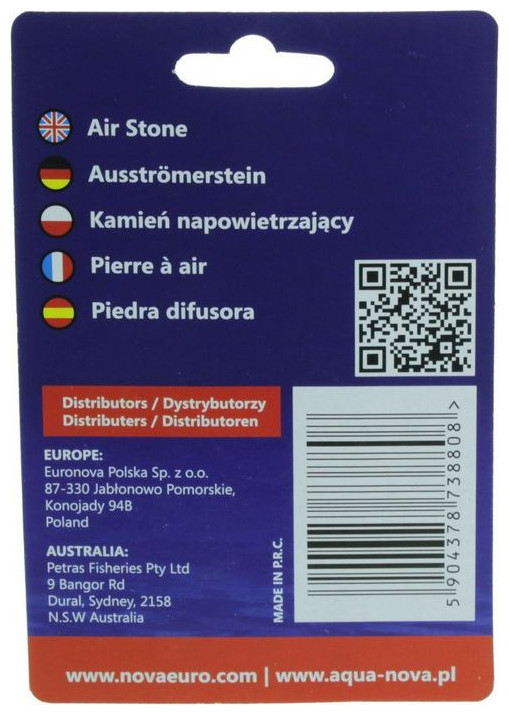 Air Stone
Ausströmerstein
Kamień napowietrzający
Pierre à air
Piedra difusora
Distributors / Dystrybutorzy
Distributers / Distributoren
EUROPE:
Euronova Polska Sp. z o.o.
87-330 Jabłonowo Pomorskie,
Konojady 94B
Poland
AUSTRALIA:
Petras Fisheries Pty Ltd
9 Bangor Rd
Dural, Sydney, 2158
N.S.W Australia
MADE IN P.R.C.
5 904378 738808 >
www.novaeuro.com | www.aqua-nova.pl